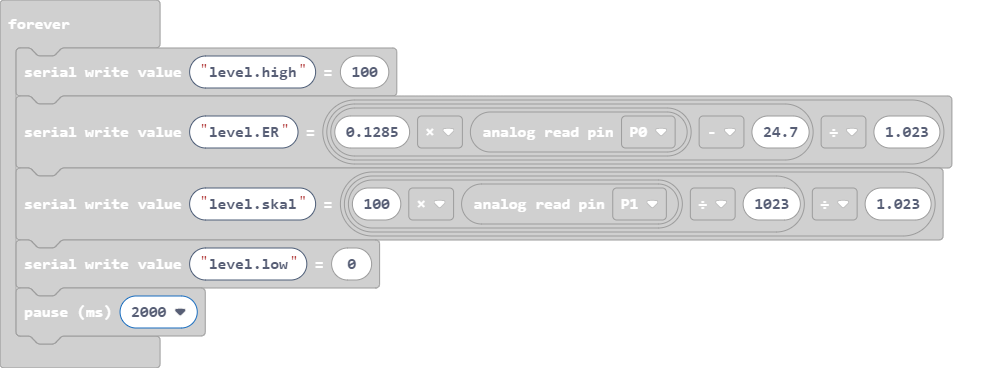 forever
serial write value "level.high" = 100
serial write value "level.ER" = 0.1285 × analog read pin P0 - 24.7 ÷ 1.023
serial write value "level.skal" = 100 × analog read pin P1 ÷ 1023 ÷ 1.023
serial write value "level.low" = 0
pause (ms) 2000